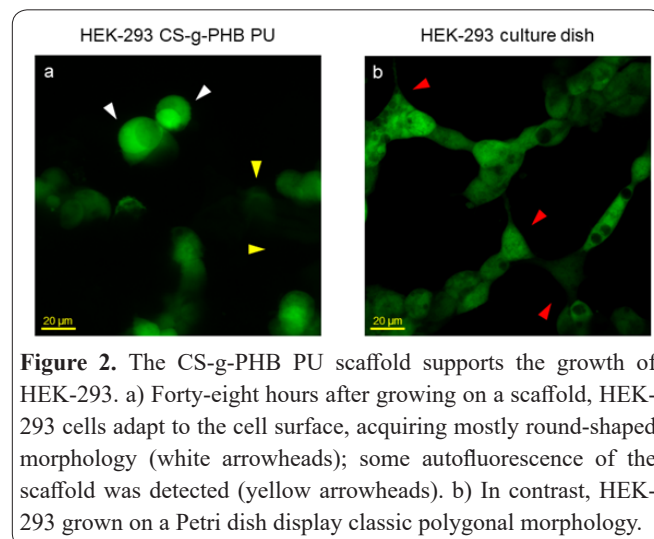 HEK-293 CS-g-PHB PU
HEK-293 culture dish
a
b
20 µm
20 µm
Figure 2. The CS-g-PHB PU scaffold supports the growth of
HEK-293. a) Forty-eight hours after growing on a scaffold, HEK-
293 cells adapt to the cell surface, acquiring mostly round-shaped
morphology (white arrowheads); some autofluorescence of the
scaffold was detected (yellow arrowheads). b) In contrast, HEK-
293 grown on a Petri dish display classic polygonal morphology.